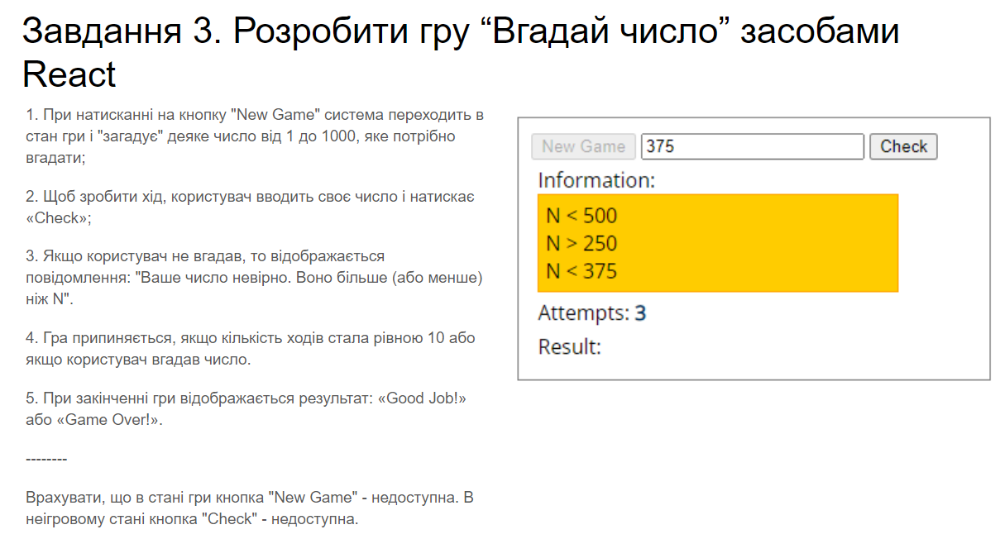 Завдання 3. Розробити гру “Вгадай число” засобами
React
1. При натисканні на кнопку "New Game" система переходить в
стан гри і "загадує" деяке число від 1 до 1000, яке потрібно
вгадати;
2. Щоб зробити хід, користувач вводить своє число і натискає
«Check»;
3. Якщо користувач не вгадав, то відображається
повідомлення: "Ваше число невірно. Воно більше (або менше)
ніж N".
4. Гра припиняється, якщо кількість ходів стала рівною 10 або
якщо користувач вгадав число.
5. При закінченні гри відображається результат: «Good Job!»
або «Game Over!».
--------
Врахувати, що в стані гри кнопка "New Game" - недоступна. В
неігровому стані кнопка "Check" - недоступна.
New Game 375 Check
Information:
N < 500
N > 250
N < 375
Attempts: 3
Result: